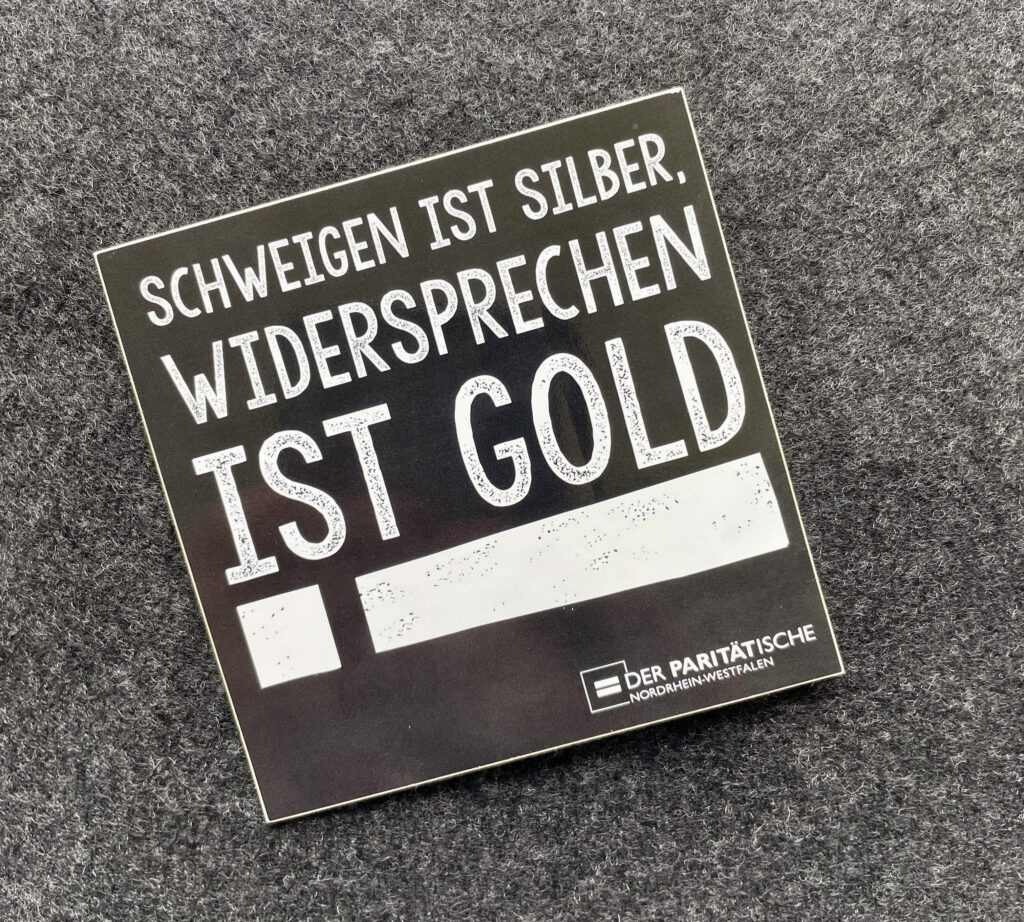 SCHWEIGEN IST SILBER,
WIDERSPRECHEN
IST GOLD
=
DER PARITÄTISCHE
NORDRHEIN-WESTFALEN